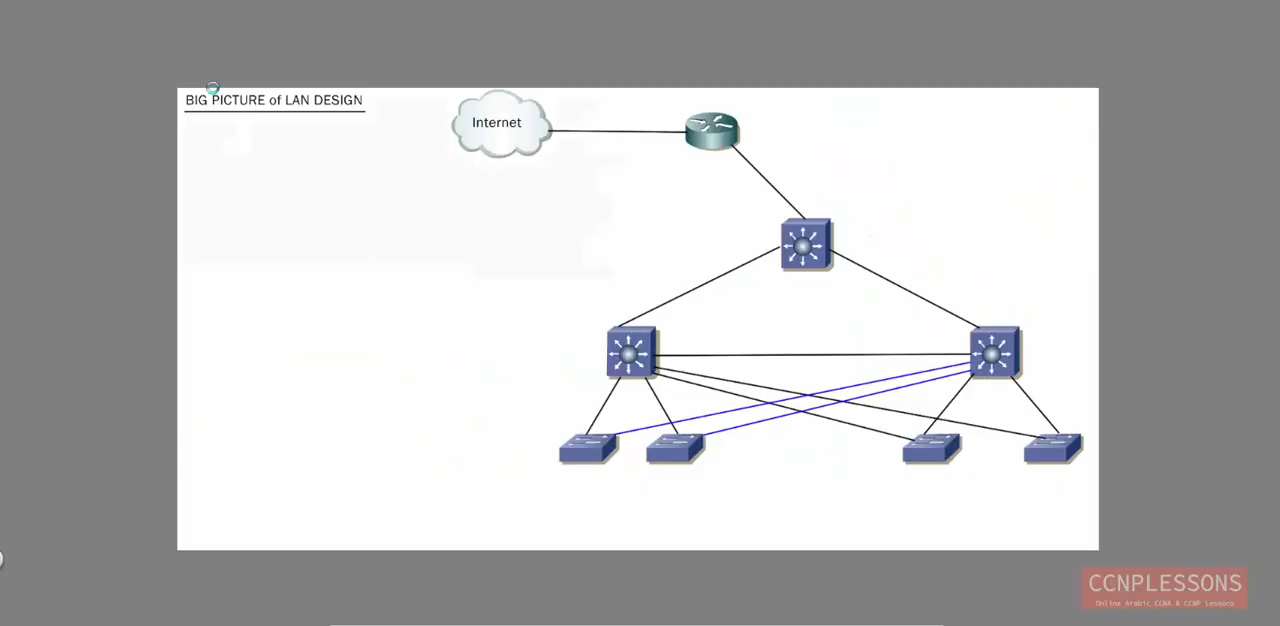 BIG PICTURE of LAN DESIGN
Internet
CCNPLESSONS
Online Arabic CCNA & CCNP Lessons